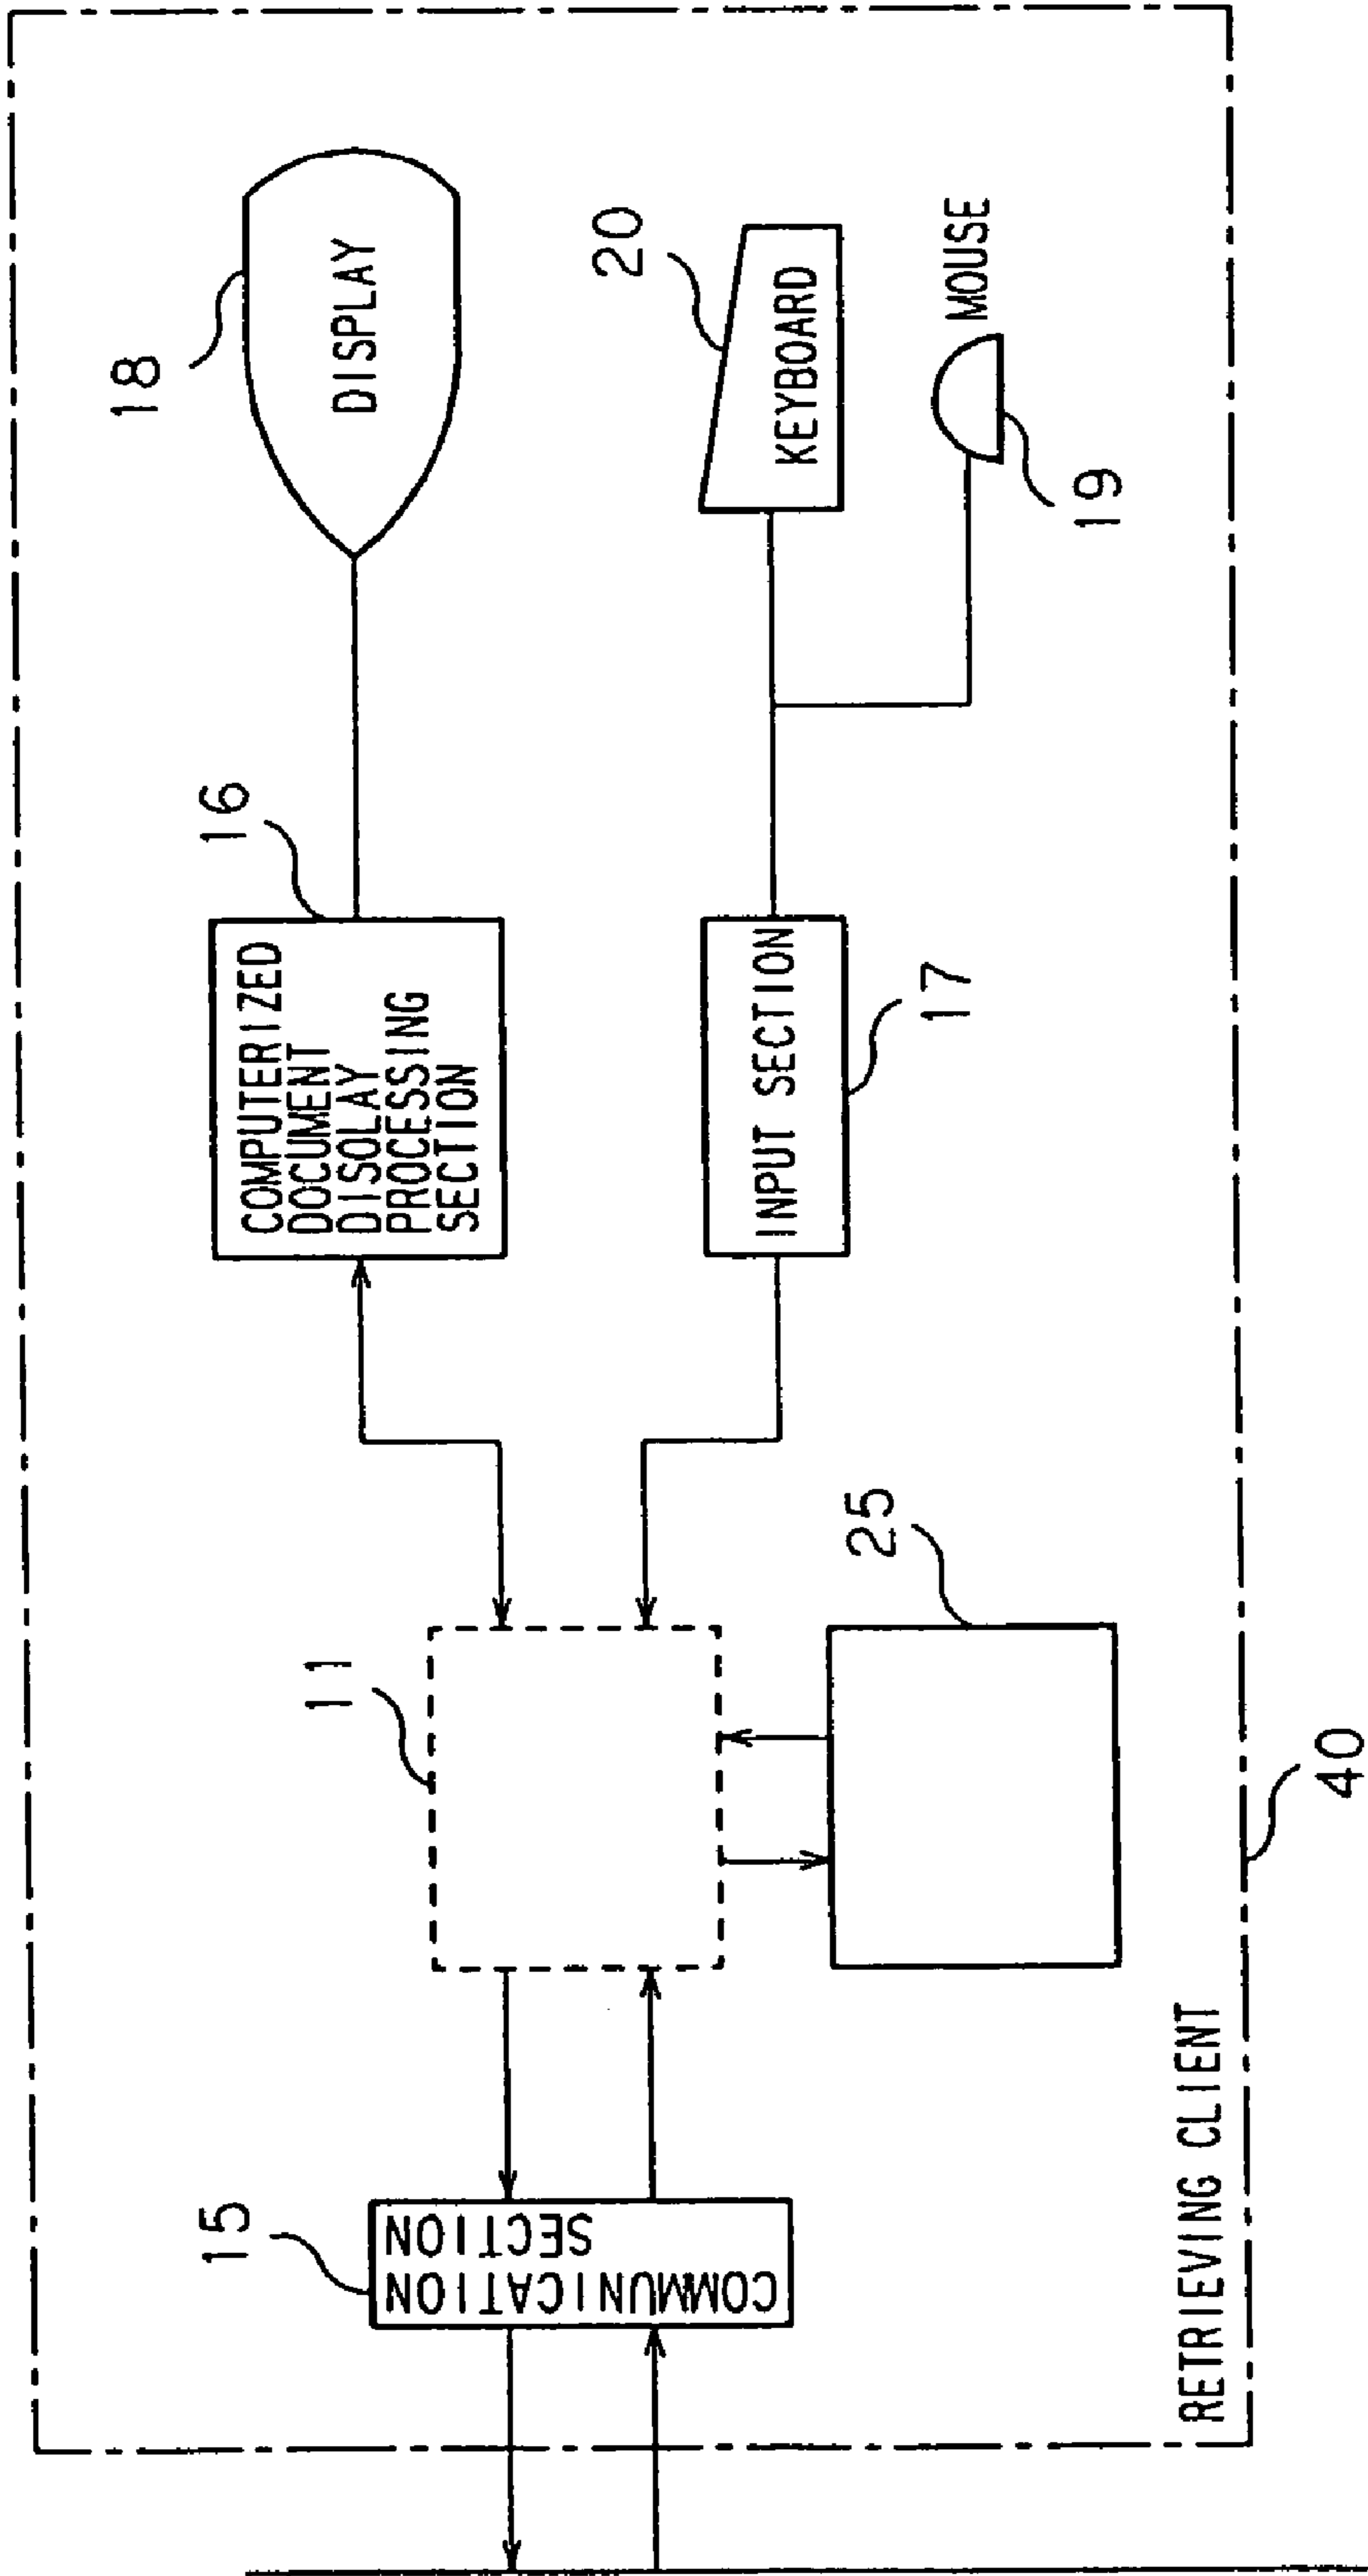 18
DISPLAY
20
KEYBOARD
MOUSE
19
16
COMPUTERIZED
DOCUMENT
DISOLAY
PROCESSING
SECTION
INPUT SECTION
17
11
25
15
COMMUNICATION
SECTION
RETRIEVING CLIENT
40